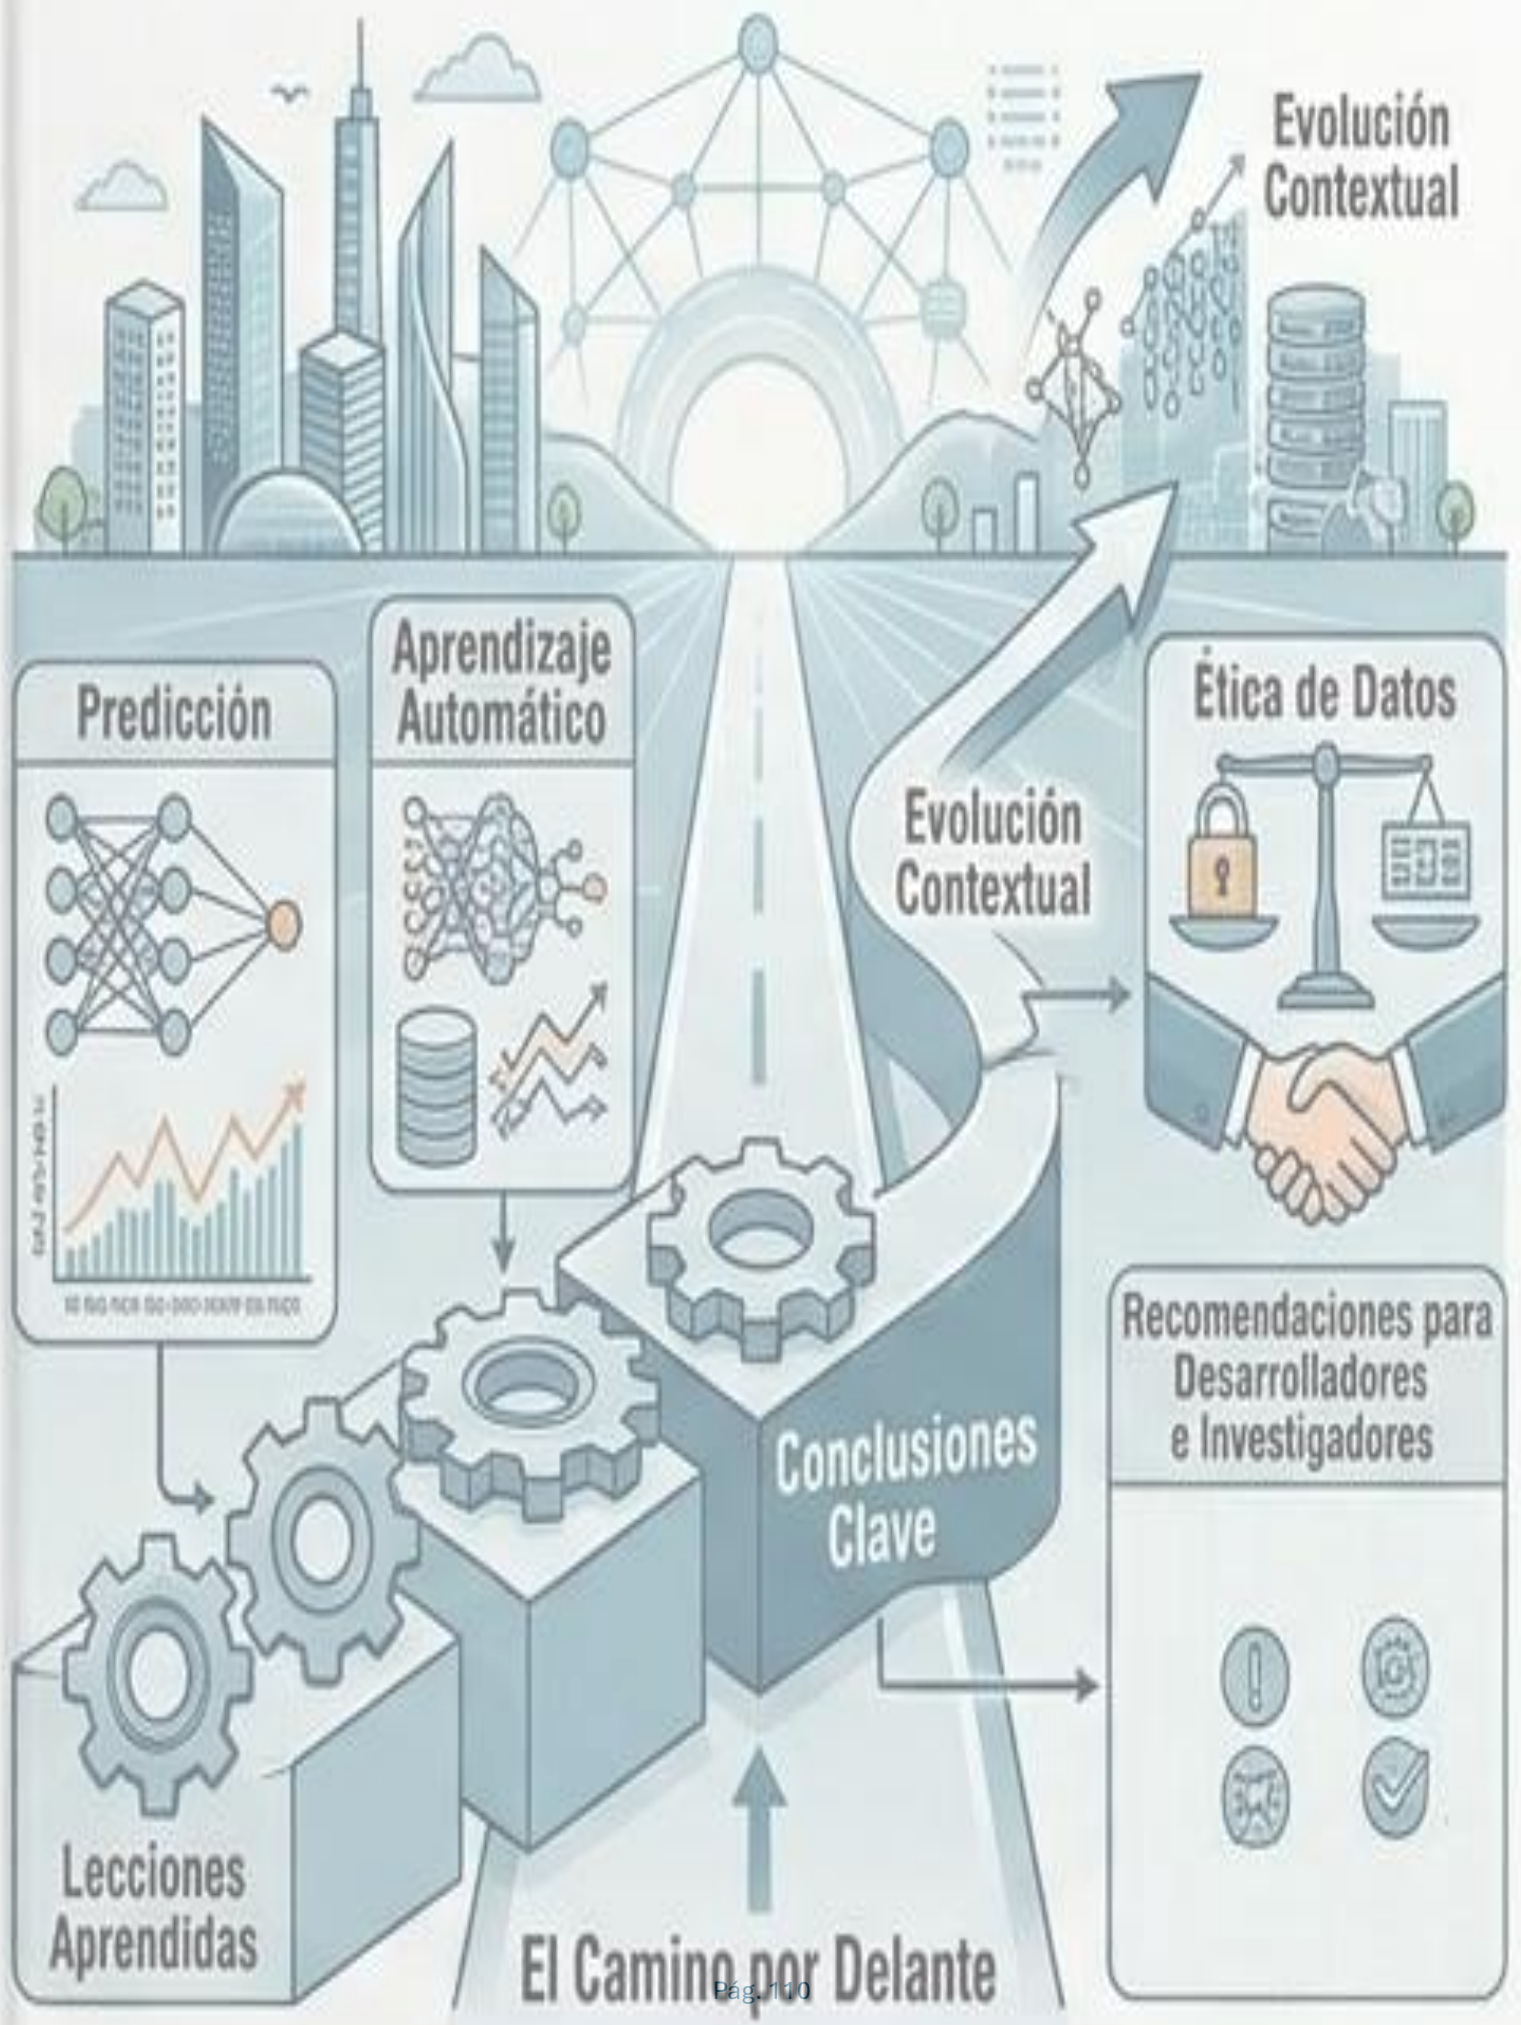 Evolución
Contextual
Predicción
Aprendizaje
Automático
Ética de Datos
Evolución
Contextual
Recomendaciones para
Desarrolladores
e Investigadores
Conclusiones
Clave
Lecciones
Aprendidas
El Camino por Delante
Pág. 110